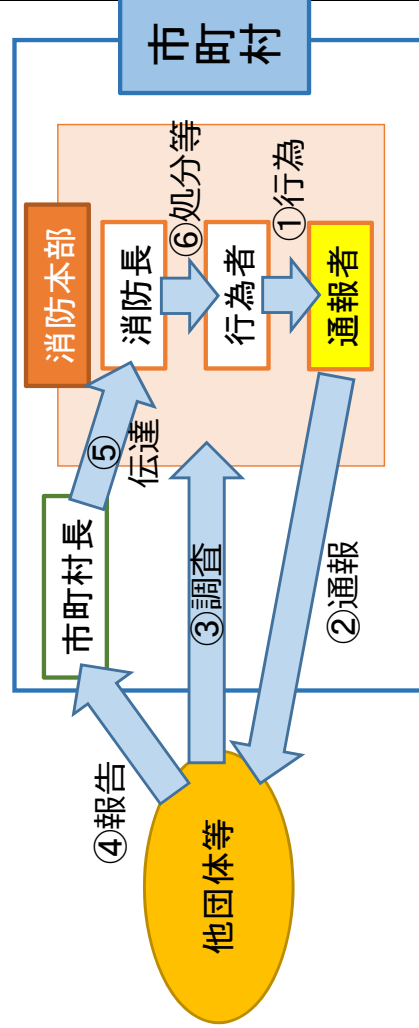 市町村
消防本部
消防長
⑥処分等
行為者
①行為
通報者
市町村長
⑤
伝達
③調査
②通報
④報告
他団体等